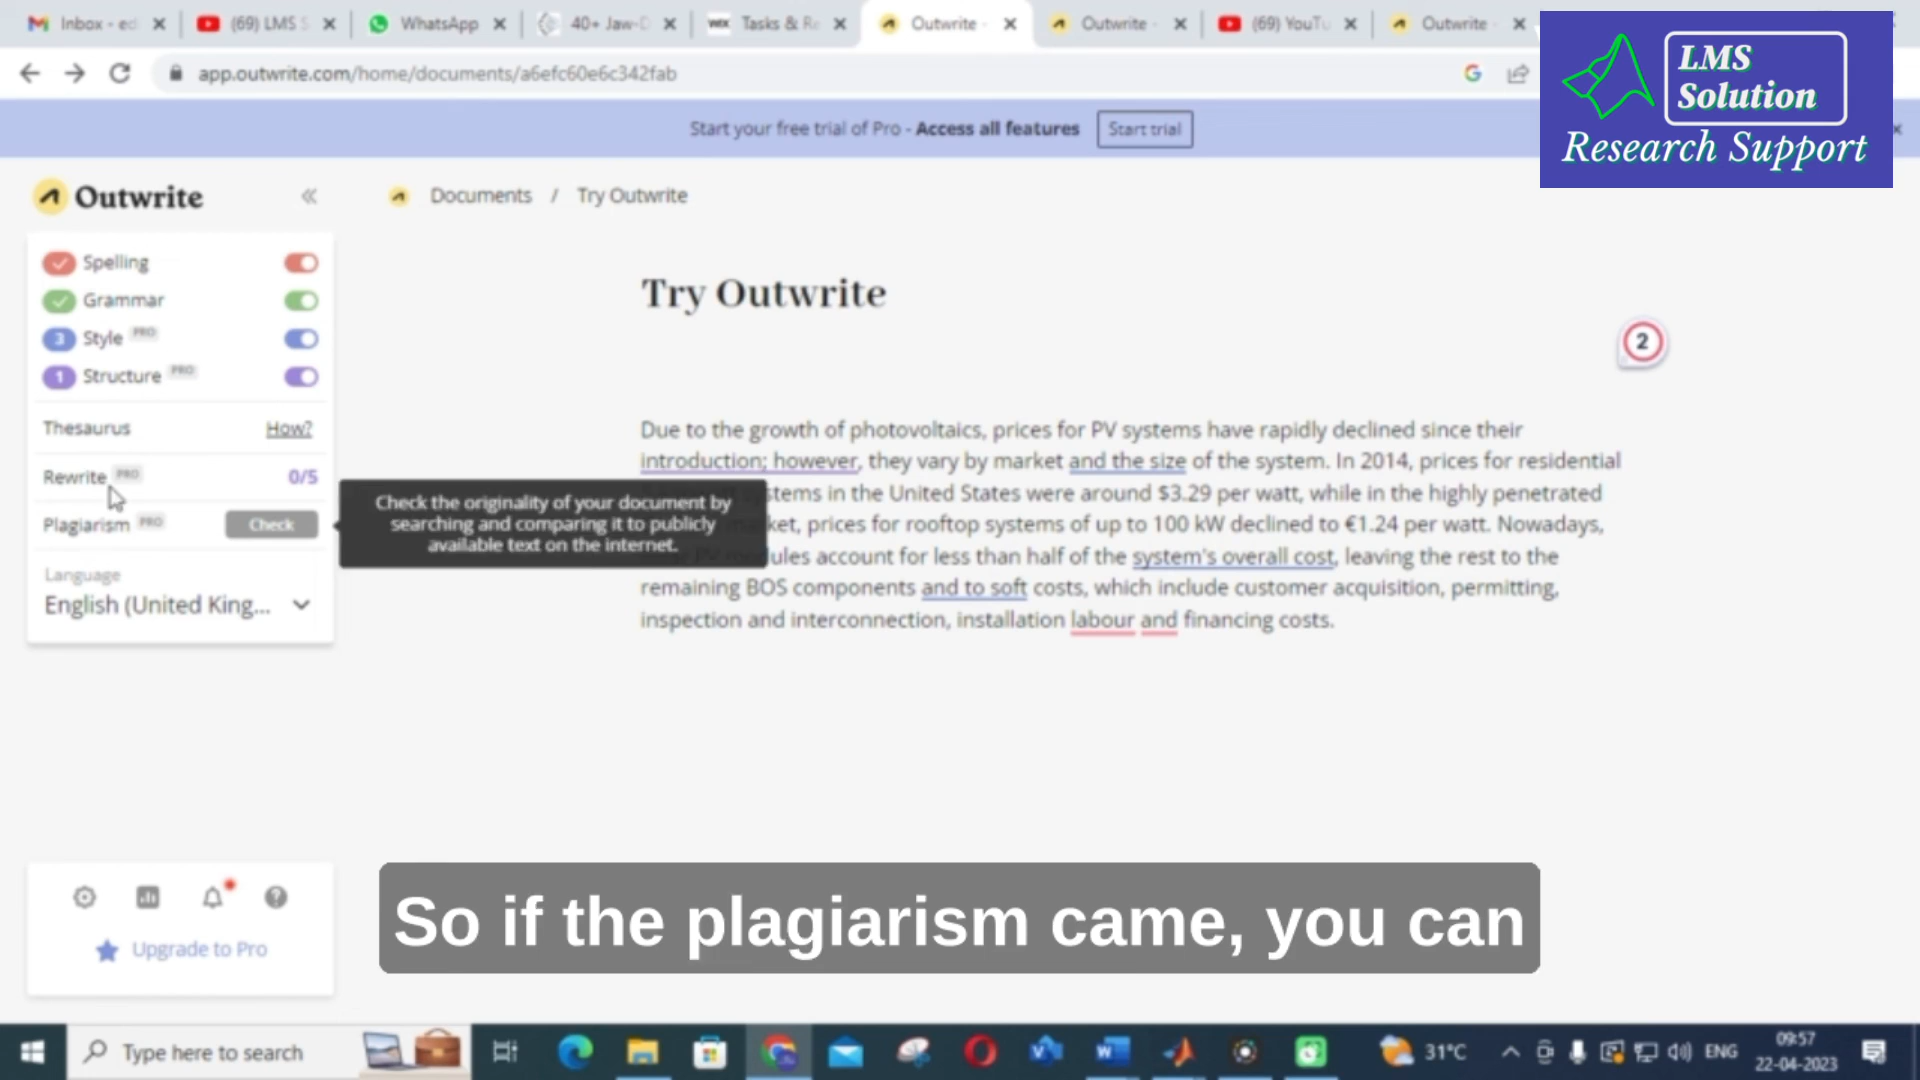 Inbox - ed
(69) LMS S
WhatsApp
40+ Jaw-D
WIX Tasks & Re
Outwrite -
Outwrite -
(69) YouTu
Outwrite -
app.outwrite.com/home/documents/a6efc60e6c342fab
LMS
Solution
Research Support
Start your free trial of Pro - Access all features
Start trial
Outwrite
Documents / Try Outwrite
Spelling
Grammar
3 Style PRO
1 Structure PRO
Thesaurus How?
Rewrite PRO 0/5
Plagiarism PRO Check
Language
English (United King...
Check the originality of your document by
searching and comparing it to publicly
available text on the internet.
Try Outwrite
2
Due to the growth of photovoltaics, prices for PV systems have rapidly declined since their
introduction; however, they vary by market and the size of the system. In 2014, prices for residential
stems in the United States were around $3.29 per watt, while in the highly penetrated
ket, prices for rooftop systems of up to 100 kW declined to €1.24 per watt. Nowadays,
ules account for less than half of the system's overall cost, leaving the rest to the
remaining BOS components and to soft costs, which include customer acquisition, permitting,
inspection and interconnection, installation labour and financing costs.
Upgrade to Pro
So if the plagiarism came, you can
Type here to search
31°C
ENG
09:57
22-04-2023